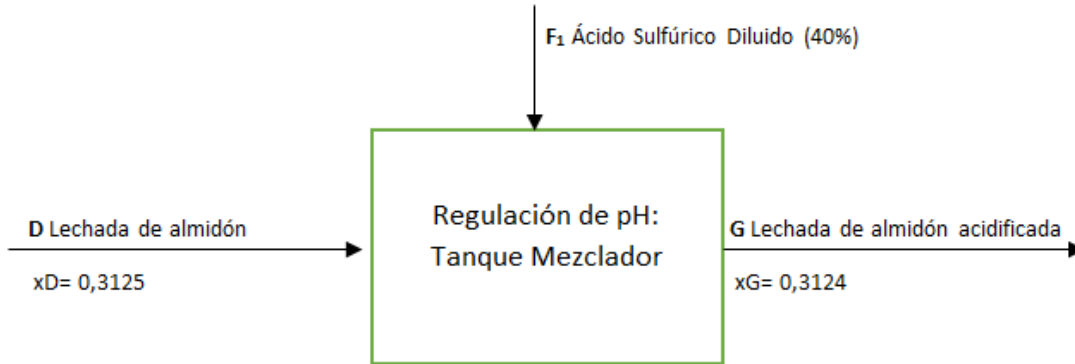 F₁ Ácido Sulfúrico Diluido (40%)
Regulación de pH:
Tanque Mezclador
D Lechada de almidón
xD= 0,3125
G Lechada de almidón acidificada
xG= 0,3124